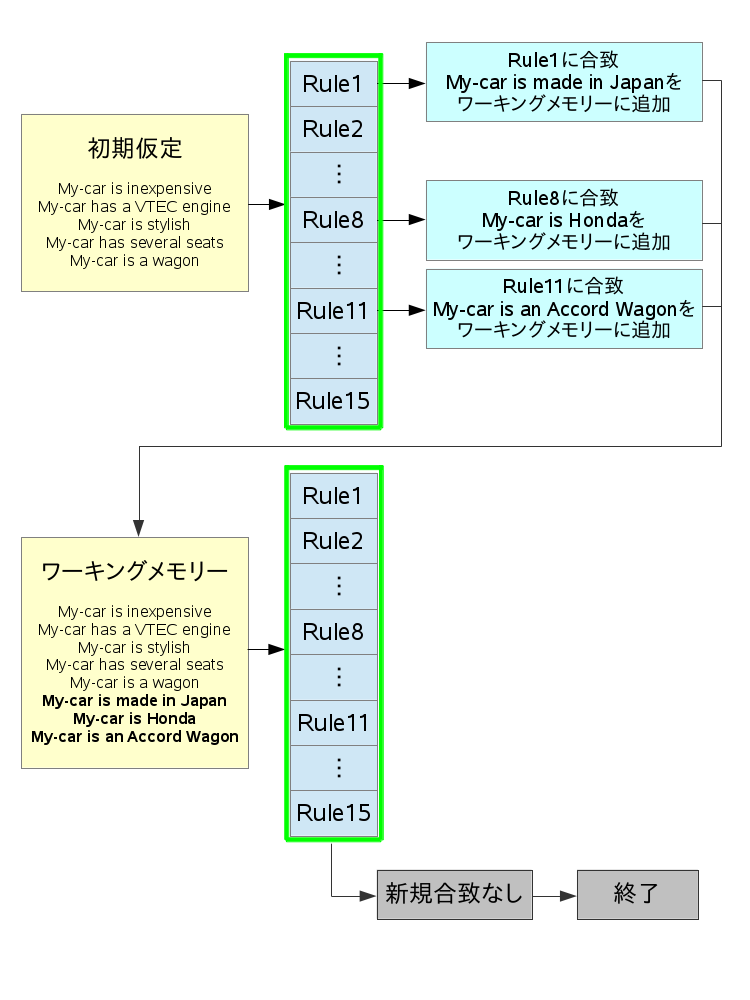 初期仮定
My-car is inexpensive
My-car has a VTEC engine
My-car is stylish
My-car has several seats
My-car is a wagon
Rule1
Rule2
⋮
Rule8
⋮
Rule11
⋮
Rule15
Rule1に合致
My-car is made in Japanを
ワーキングメモリーに追加
Rule8に合致
My-car is Hondaを
ワーキングメモリーに追加
Rule11に合致
My-car is an Accord Wagonを
ワーキングメモリーに追加
ワーキングメモリー
My-car is inexpensive
My-car has a VTEC engine
My-car is stylish
My-car has several seats
My-car is a wagon
My-car is made in Japan
My-car is Honda
My-car is an Accord Wagon
Rule1
Rule2
⋮
Rule8
⋮
Rule11
⋮
Rule15
新規合致なし
終了